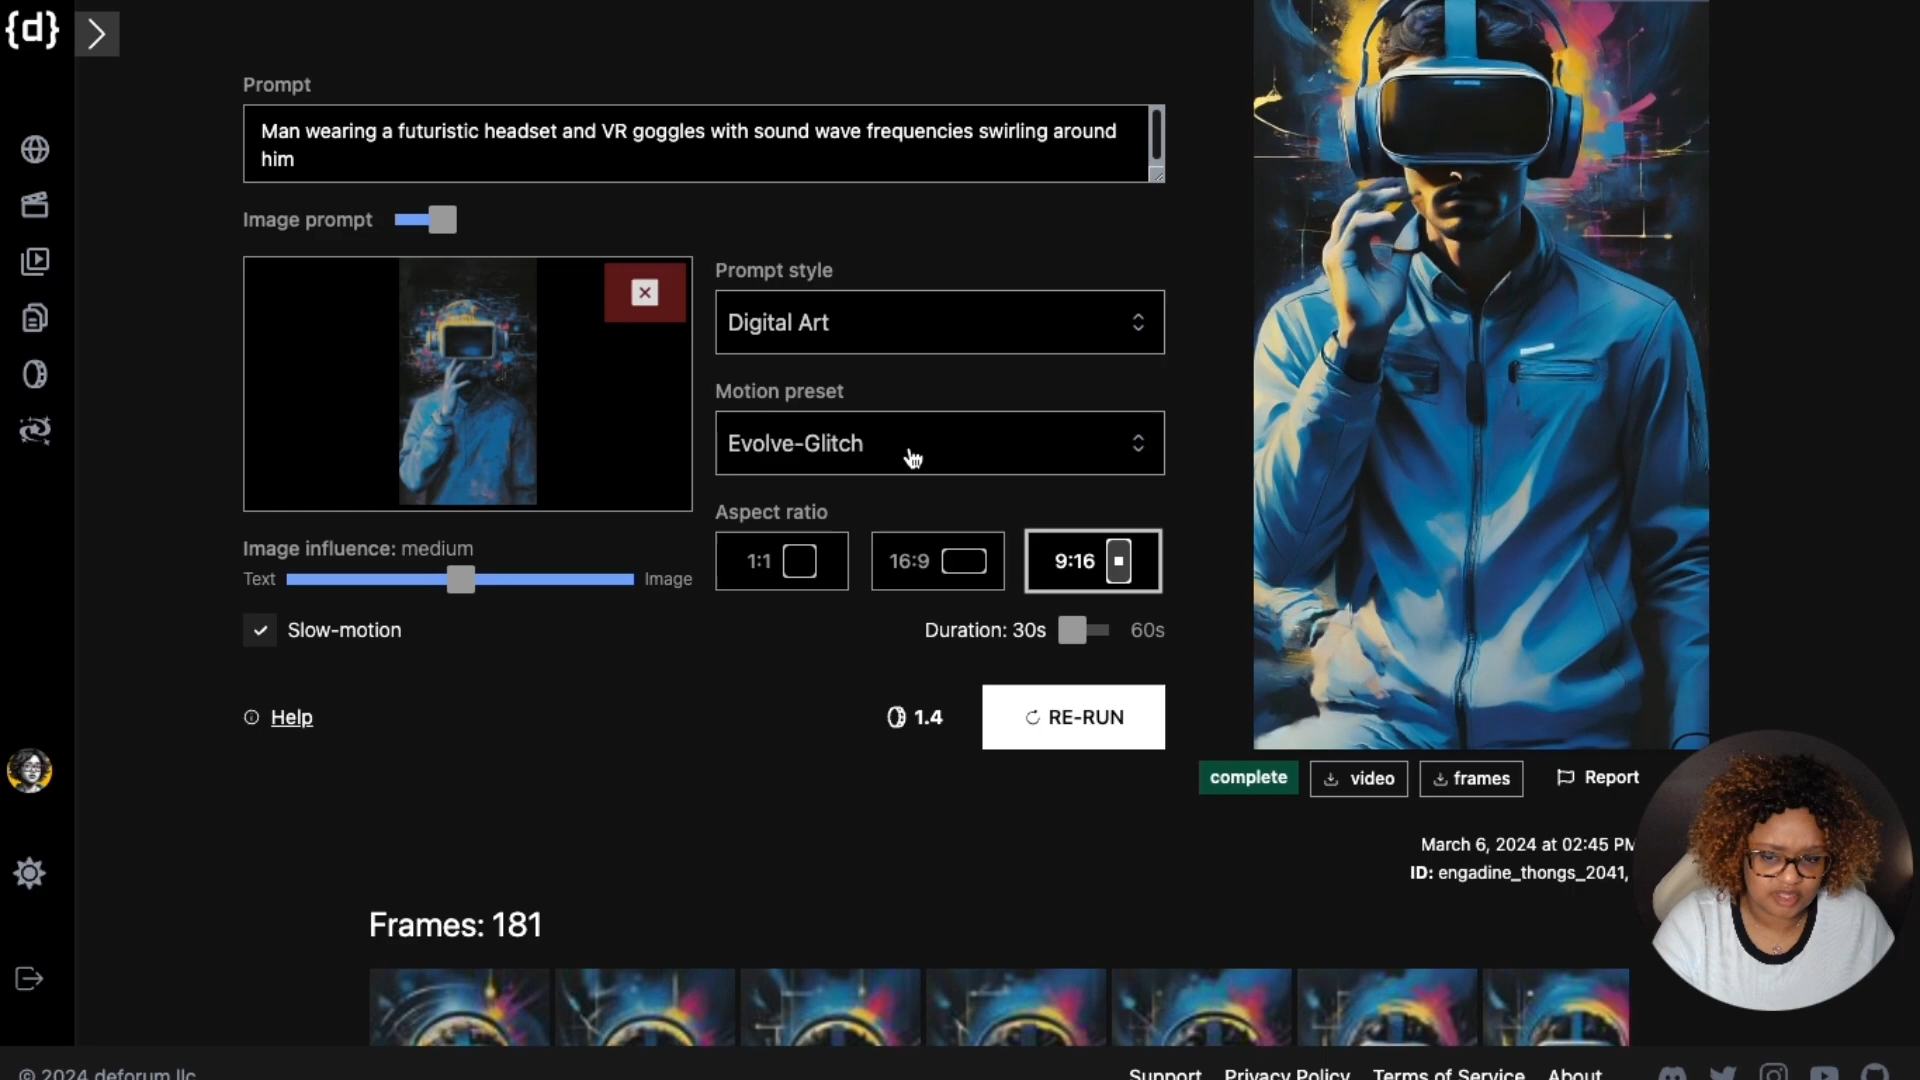 {d}
Prompt
Man wearing a futuristic headset and VR goggles with sound wave frequencies swirling around
him
Image prompt
Prompt style
Digital Art
Motion preset
Evolve-Glitch
Aspect ratio
1:1
16:9
9:16
Image influence: medium
Text
Image
Slow-motion
Duration: 30s
60s
Help
1.4
RE-RUN
complete
video
frames
Report
March 6, 2024 at 02:45 PM
ID: engadine_thongs_2041,
Frames: 181
© 2024 deforum llc
Support
Privacy Policy
Terms of Service
About